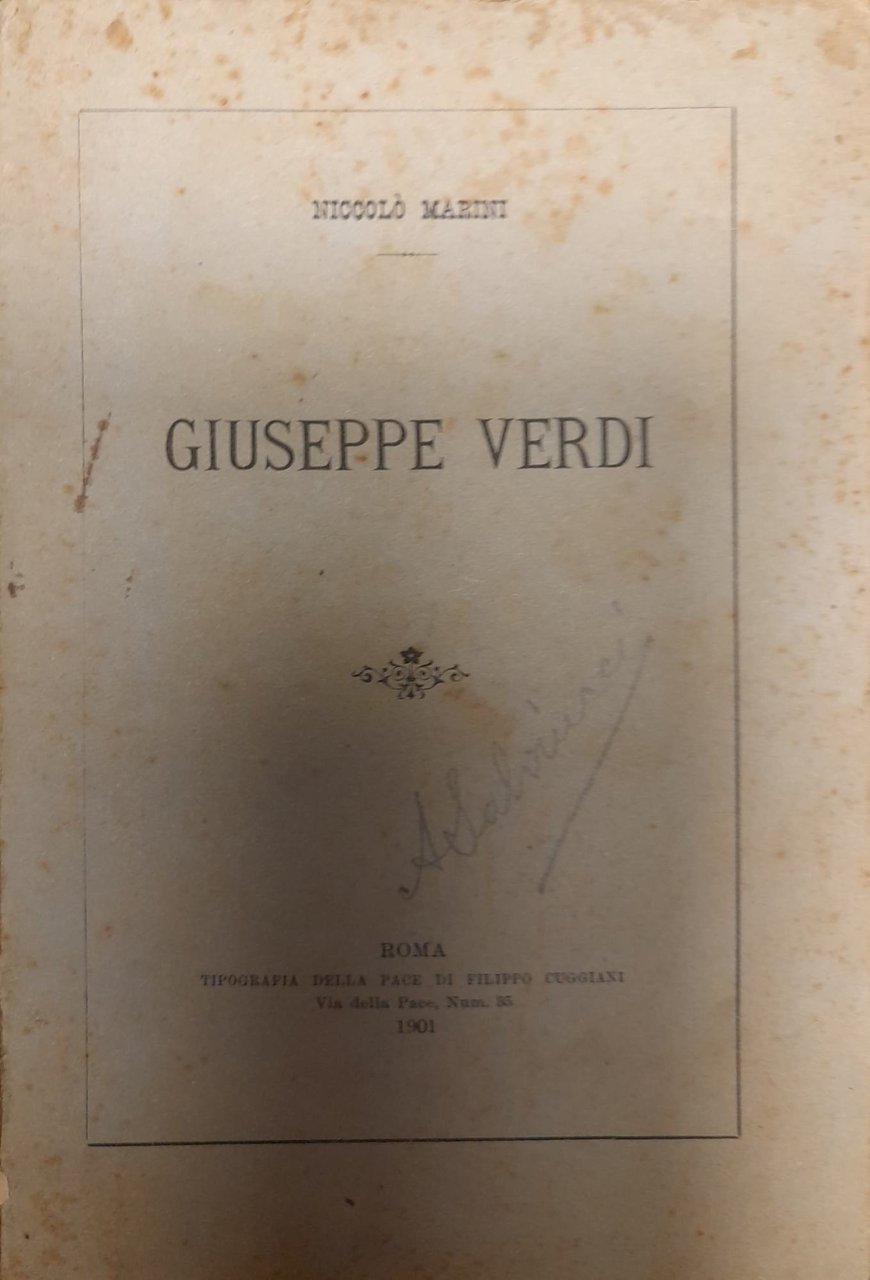 NICCOLÒ MARINI
GIUSEPPE VERDI
ROMA
TIPOGRAFIA DELLA PACE DI FILIPPO CUGGIANI
Via della Pace, Num. 35
1901